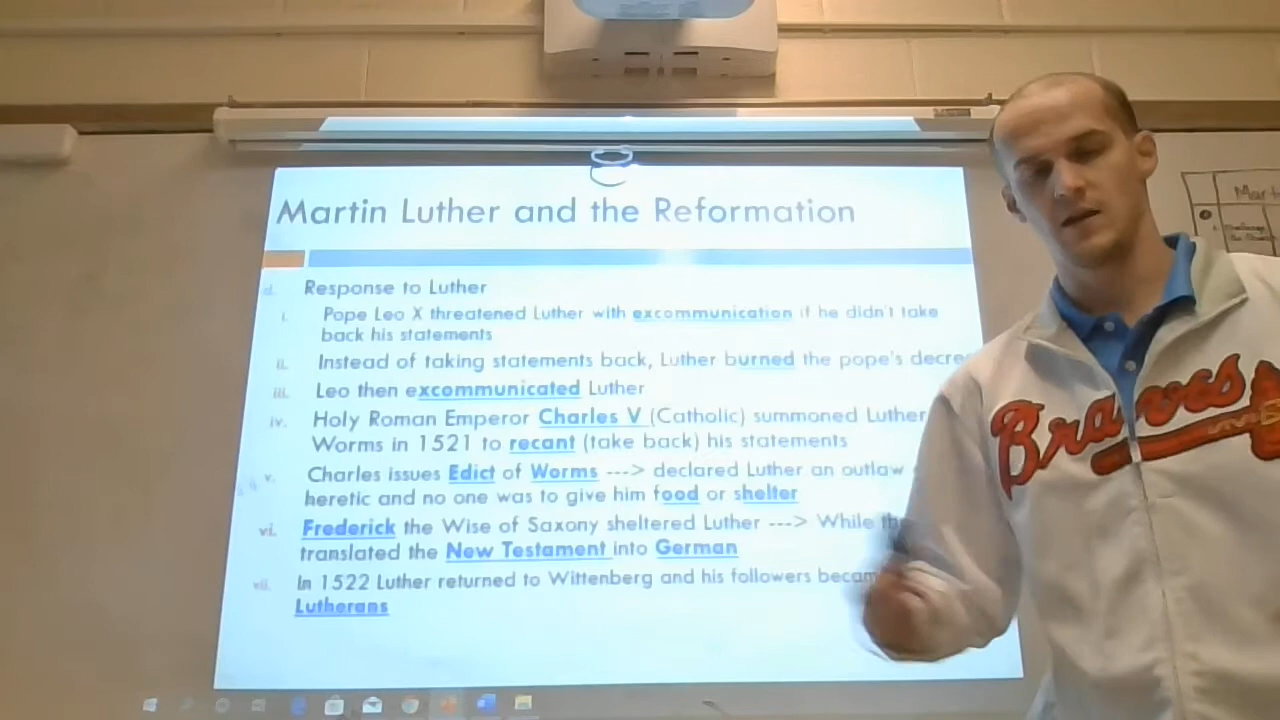 Martin Luther and the Reformation
d. Response to Luther
i. Pope Leo X threatened Luther with excommunication if he didn't take
back his statements
ii. Instead of taking statements back, Luther burned the pope's
iii. Leo then excommunicated Luther
iv. Holy Roman Emperor Charles V (Catholic) summoned Luther
Worms in 1521 to recant (take back) his statements
v. Charles issues Edict of Worms ---> declared Luther an outlaw
heretic and no one was to give him food or shelter
vi. Frederick the Wise of Saxony sheltered Luther ---> While
translated the New Testament into German
vii. In 1522 Luther returned to Wittenberg and his followers
Lutherans
Braves